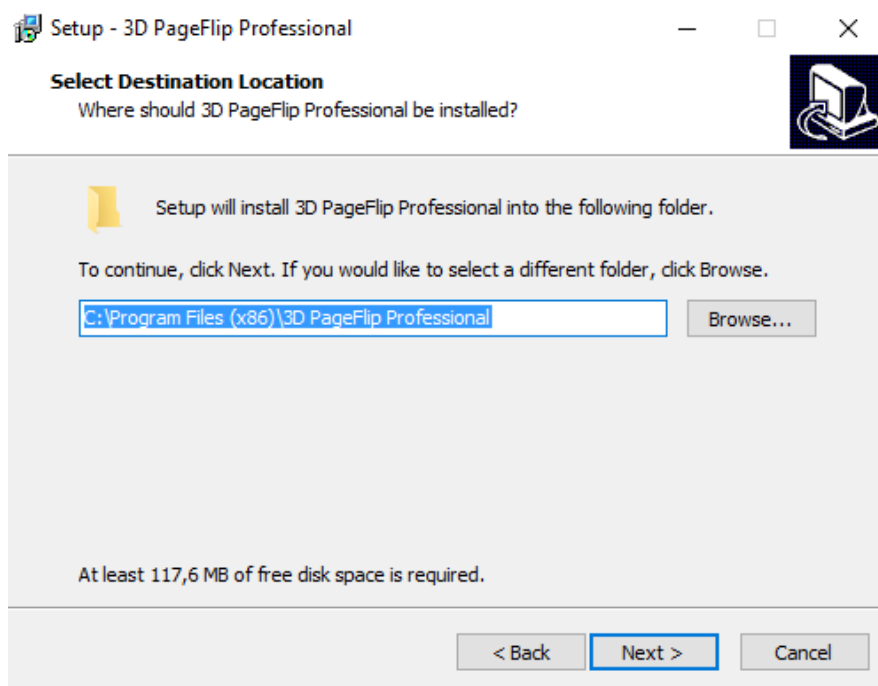 Setup - 3D PageFlip Professional
Select Destination Location
Where should 3D PageFlip Professional be installed?
Setup will install 3D PageFlip Professional into the following folder.
To continue, click Next. If you would like to select a different folder, click Browse.
C:\Program Files (x86)\3D PageFlip Professional
Browse...
At least 117,6 MB of free disk space is required.
< Back
Next >
Cancel